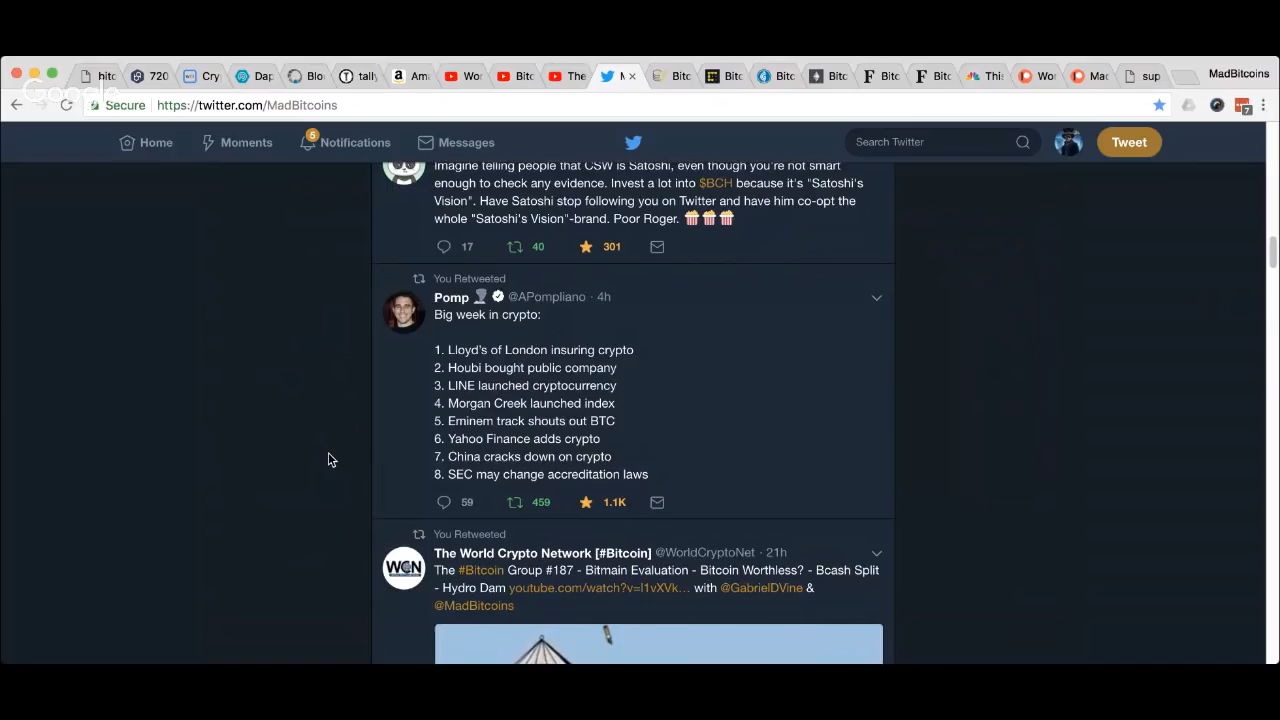 bitc
720
Cry
Dap
Blo
tally
Am
Wo
Bitc
The
M
Bitc
Bitc
Bitc
Bitc
Bitc
Bitc
This
Wor
Mac
sup
MadBitcoins
Google
Secure
https://twitter.com/MadBitcoins
7
Home
Moments
5
Notifications
Messages
Search Twitter
Tweet
Imagine telling people that CSW is Satoshi, even though you're not smart
enough to check any evidence. Invest a lot into $BCH because it's "Satoshi's
Vision". Have Satoshi stop following you on Twitter and have him co-opt the
whole "Satoshi's Vision"-brand. Poor Roger. 🍿🍿🍿
17 40 301
You Retweeted
Pomp 🌪 @APompliano · 4h
Big week in crypto:
1. Lloyd's of London insuring crypto
2. Houbi bought public company
3. LINE launched cryptocurrency
4. Morgan Creek launched index
5. Eminem track shouts out BTC
6. Yahoo Finance adds crypto
7. China cracks down on crypto
8. SEC may change accreditation laws
59 459 1.1K
You Retweeted
WCN
The World Crypto Network [#Bitcoin] @WorldCryptoNet · 21h
The #Bitcoin Group #187 - Bitmain Evaluation - Bitcoin Worthless? - Bcash Split
- Hydro Dam youtube.com/watch?v=l1vXVk... with @GabrielDVine &
@MadBitcoins